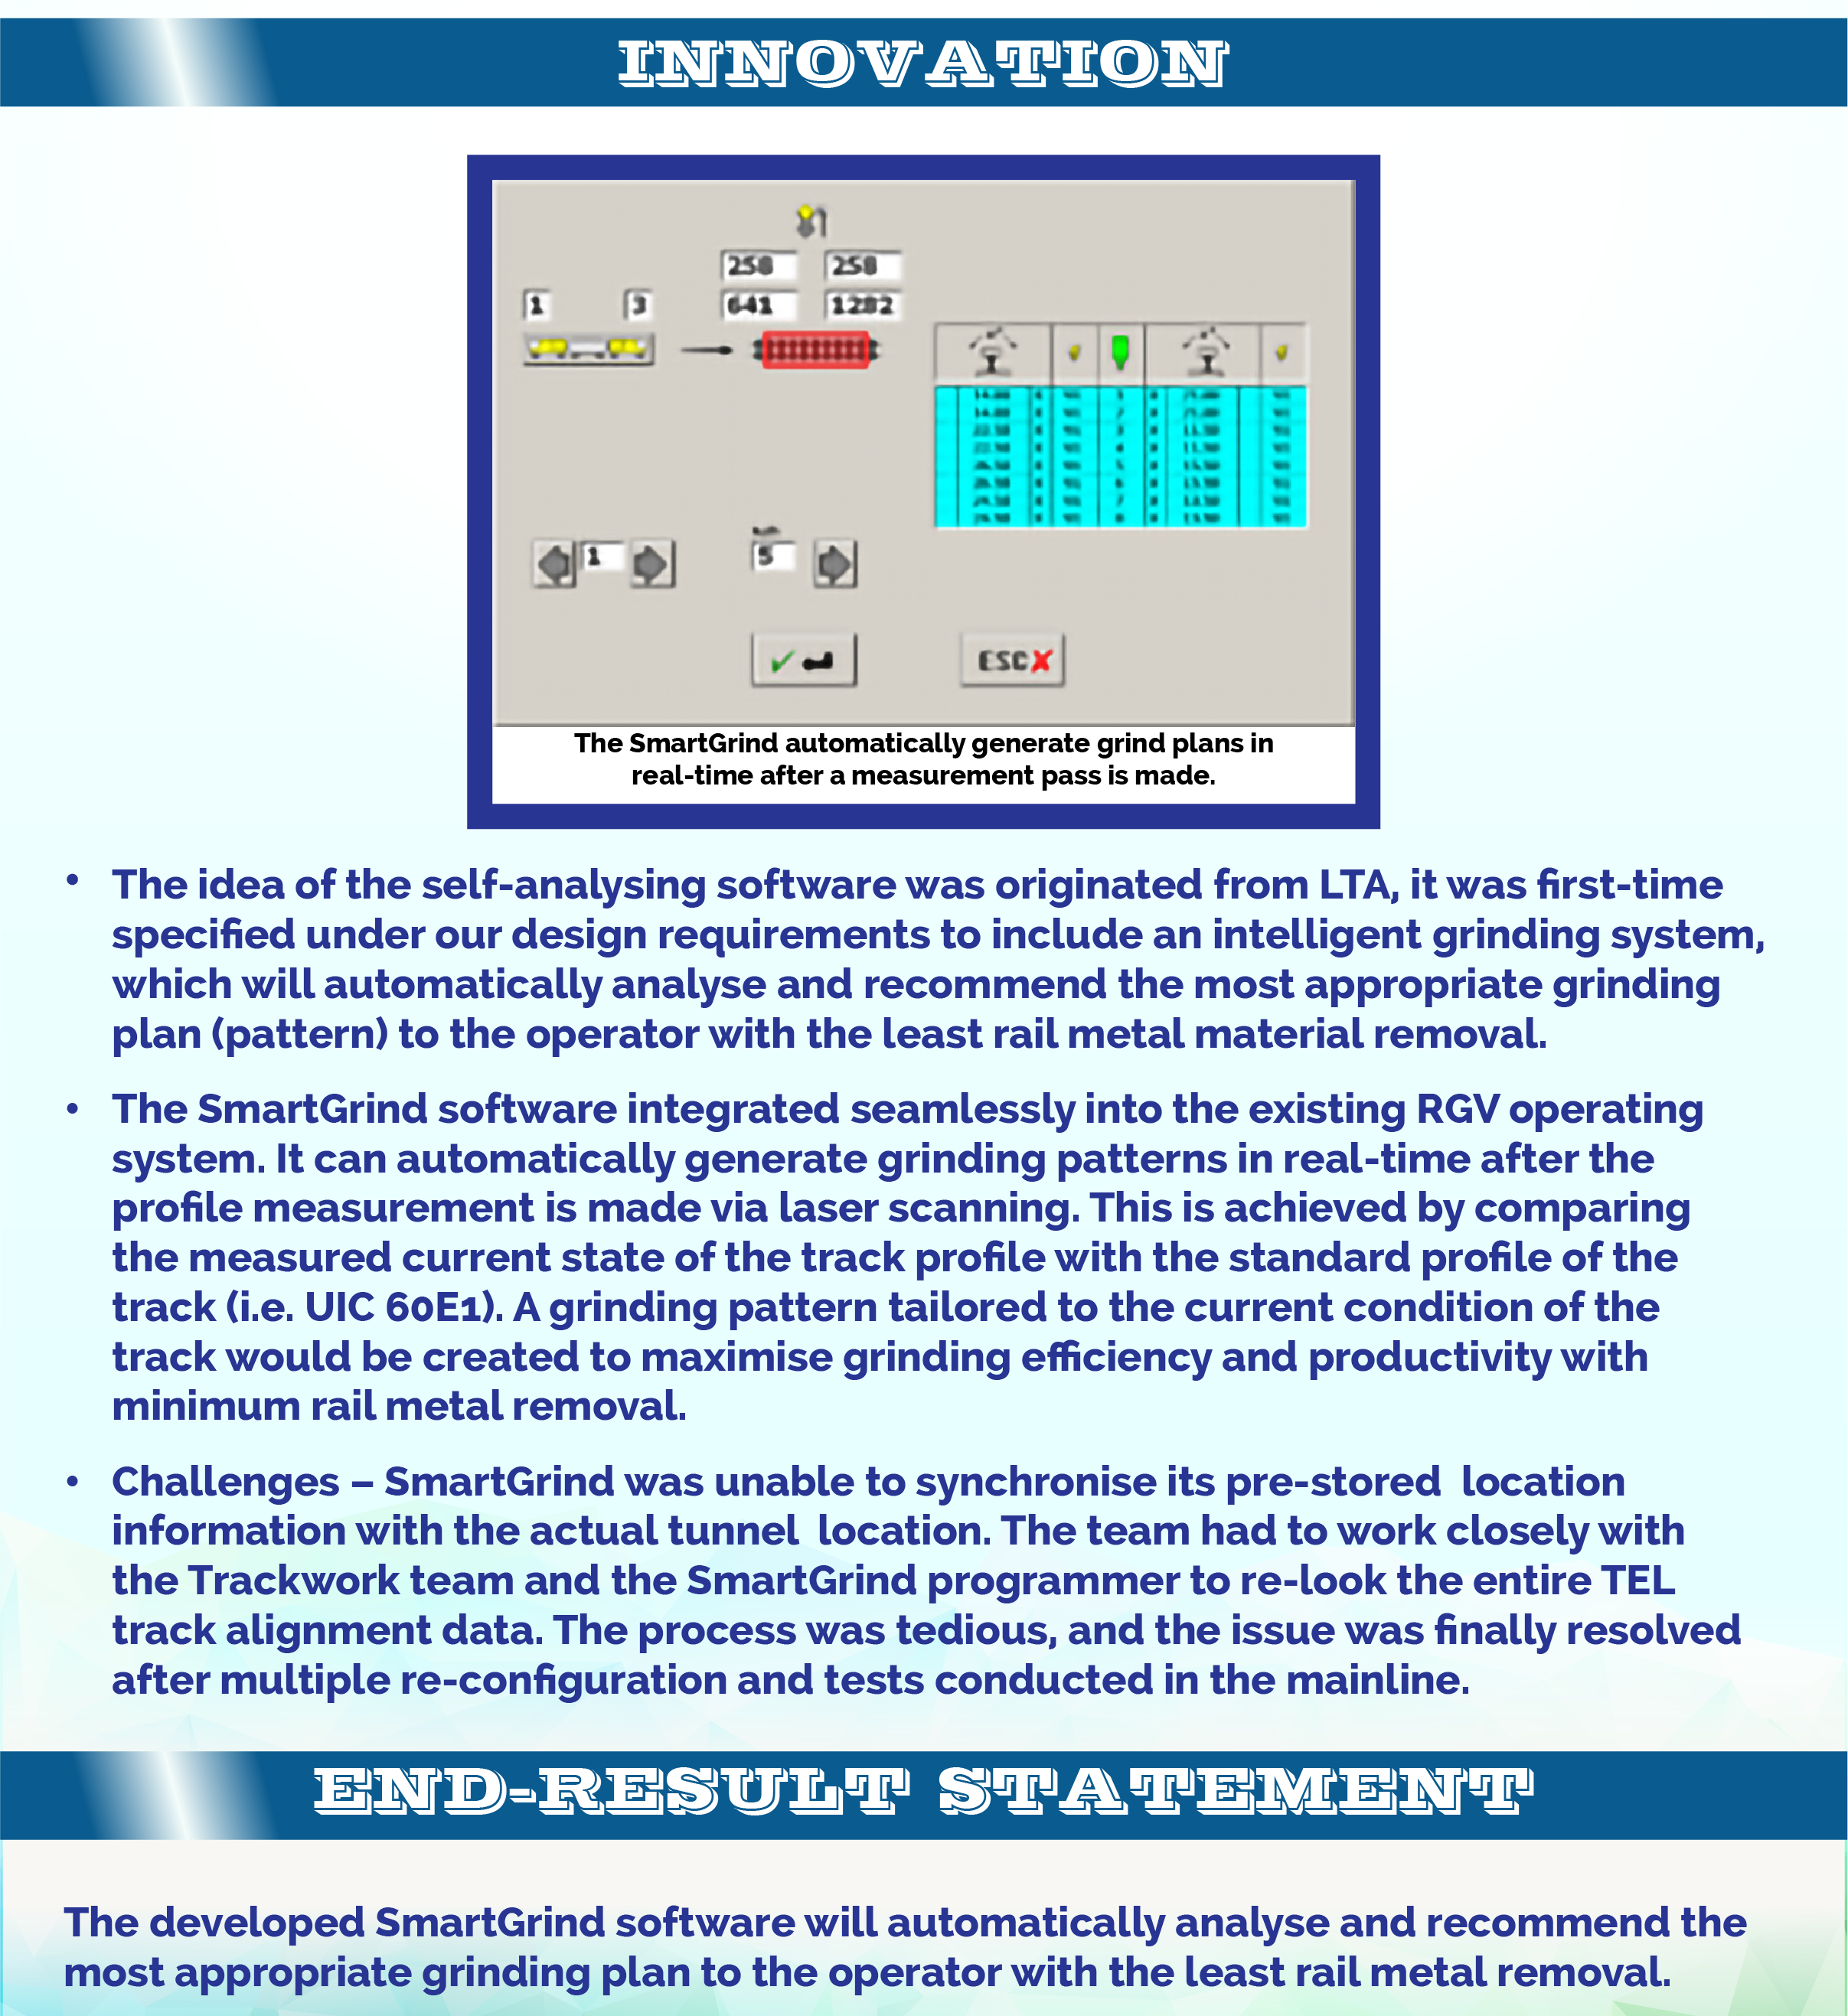 INNOVATION
258 258
1 3 641 1282
1 5
ESC
The SmartGrind automatically generate grind plans in
real-time after a measurement pass is made.
• The idea of the self-analysing software was originated from LTA, it was first-time
specified under our design requirements to include an intelligent grinding system,
which will automatically analyse and recommend the most appropriate grinding
plan (pattern) to the operator with the least rail metal material removal.
• The SmartGrind software integrated seamlessly into the existing RGV operating
system. It can automatically generate grinding patterns in real-time after the
profile measurement is made via laser scanning. This is achieved by comparing
the measured current state of the track profile with the standard profile of the
track (i.e. UIC 60E1). A grinding pattern tailored to the current condition of the
track would be created to maximise grinding efficiency and productivity with
minimum rail metal removal.
• Challenges – SmartGrind was unable to synchronise its pre-stored  location
information with the actual tunnel  location. The team had to work closely with
the Trackwork team and the SmartGrind programmer to re-look the entire TEL
track alignment data. The process was tedious, and the issue was finally resolved
after multiple re-configuration and tests conducted in the mainline.
END-RESULT STATEMENT
The developed SmartGrind software will automatically analyse and recommend the
most appropriate grinding plan to the operator with the least rail metal removal.